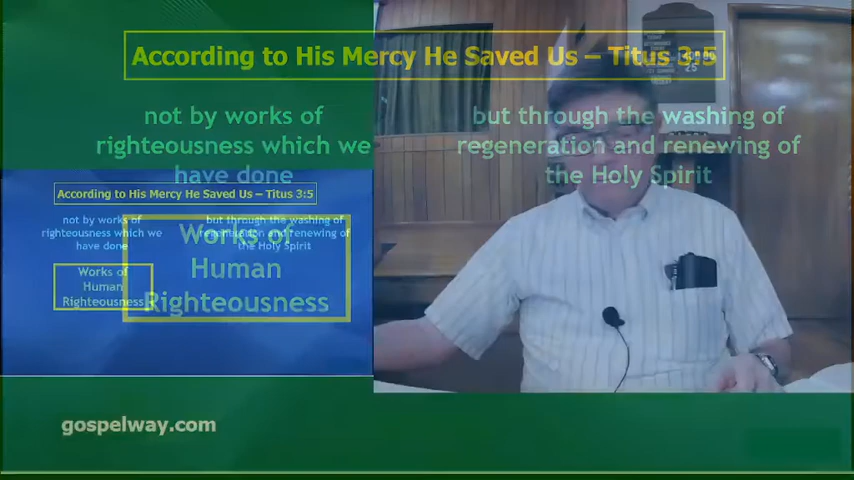 According to His Mercy He Saved Us – Titus 3:5
not by works of
righteousness which we
have done
but through the washing of
regeneration and renewing of
the Holy Spirit
Works of
Human
Righteousness
According to His Mercy He Saved Us – Titus 3:5
not by works of
righteousness which we
have done
but through the washing of
regeneration and renewing of
the Holy Spirit
Works of
Human
Righteousness
gospelway.com